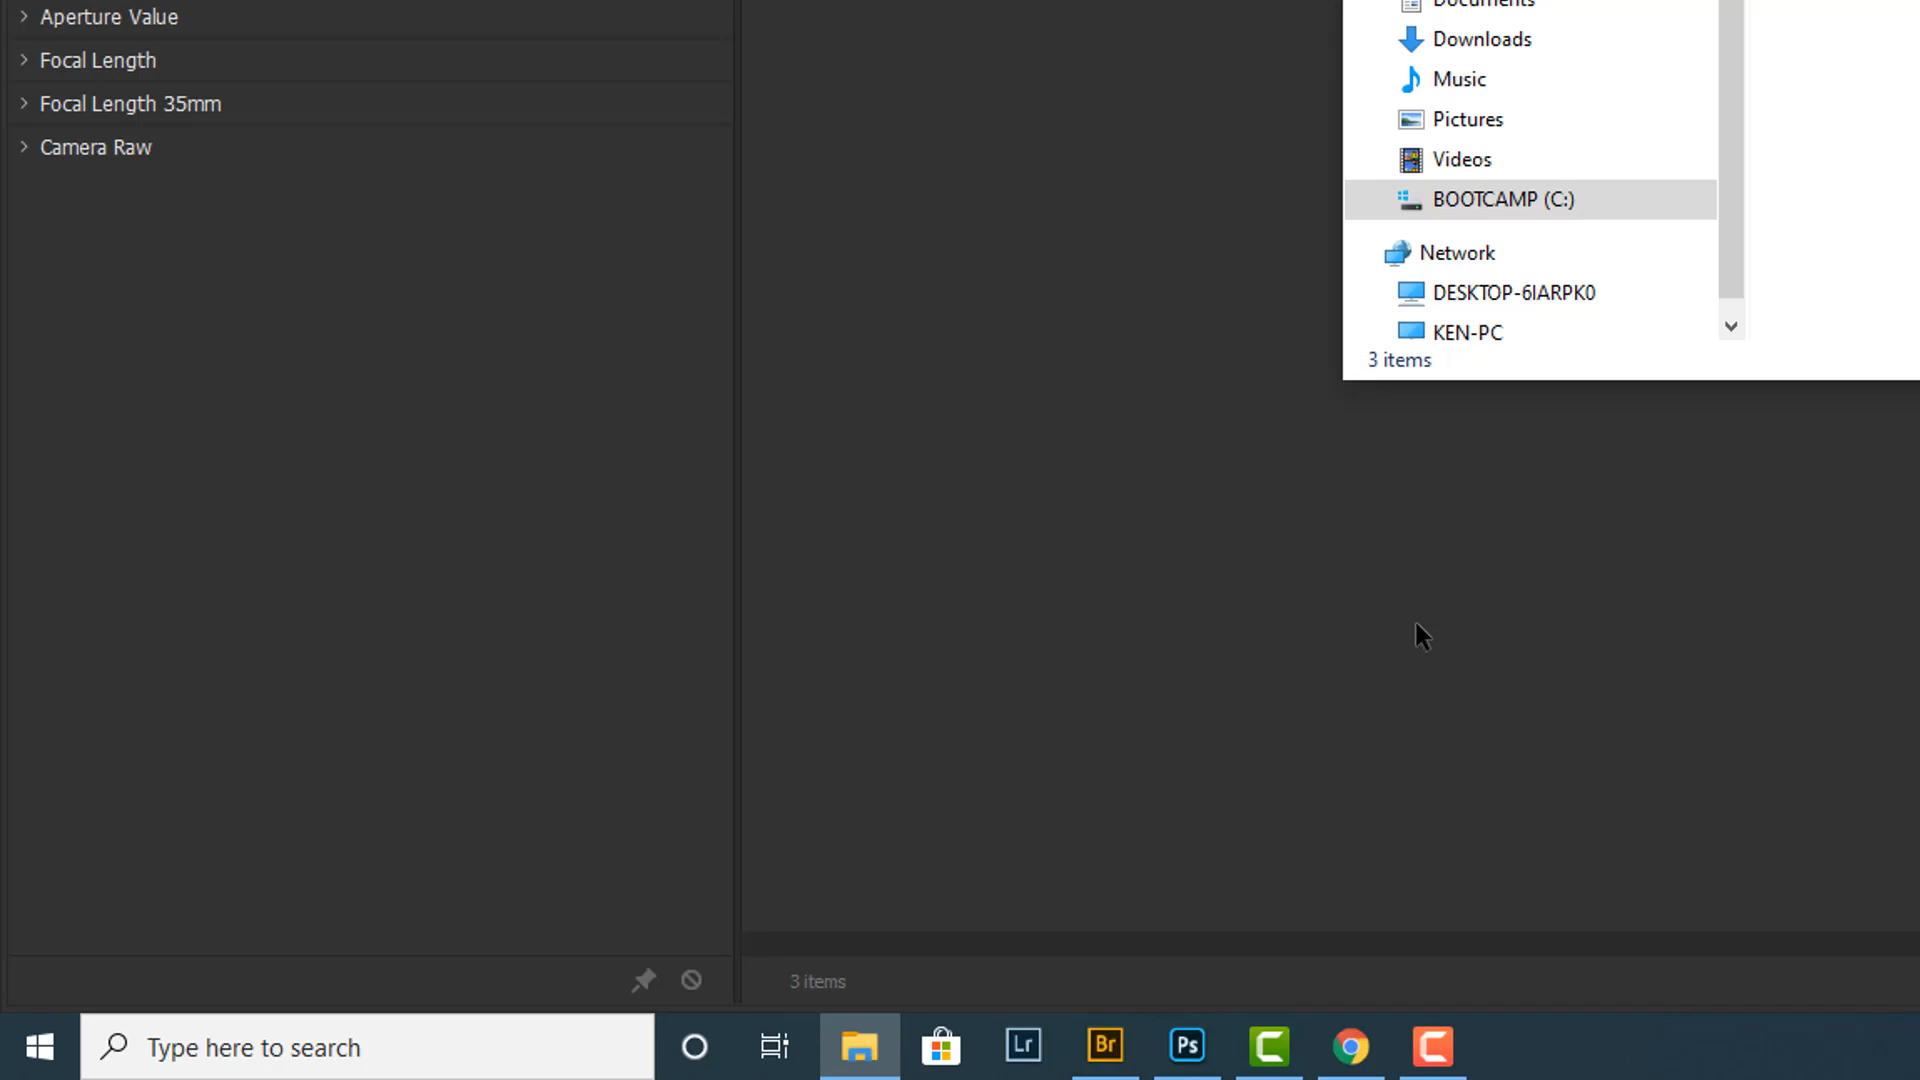 Aperture Value
Focal Length
Focal Length 35mm
Camera Raw
Documents
Downloads
Music
Pictures
Videos
BOOTCAMP (C:)
Network
DESKTOP-6IARPK0
KEN-PC
3 items
3 items
Type here to search
Lr
Br
Ps